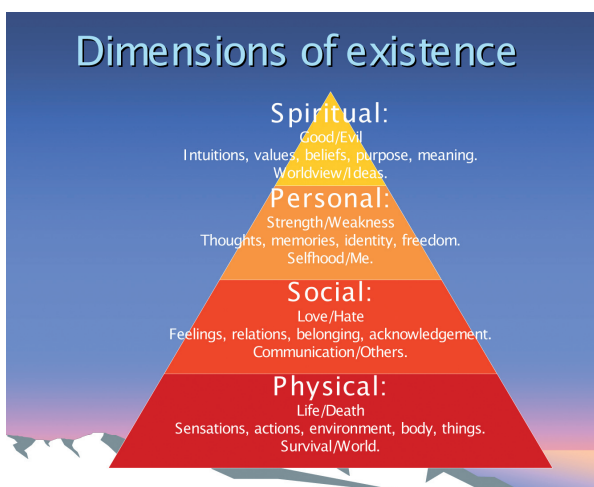 Dimensions of existence
Spiritual:
Good/Evil
Intuitions, values, beliefs, purpose, meaning.
Worldview/Ideas.
Personal:
Strength/Weakness
Thoughts, memories, identity, freedom.
Selfhood/Me.
Social:
Love/Hate
Feelings, relations, belonging, acknowledgement.
Communication/Others.
Physical:
Life/Death
Sensations, actions, environment, body, things.
Survival/World.